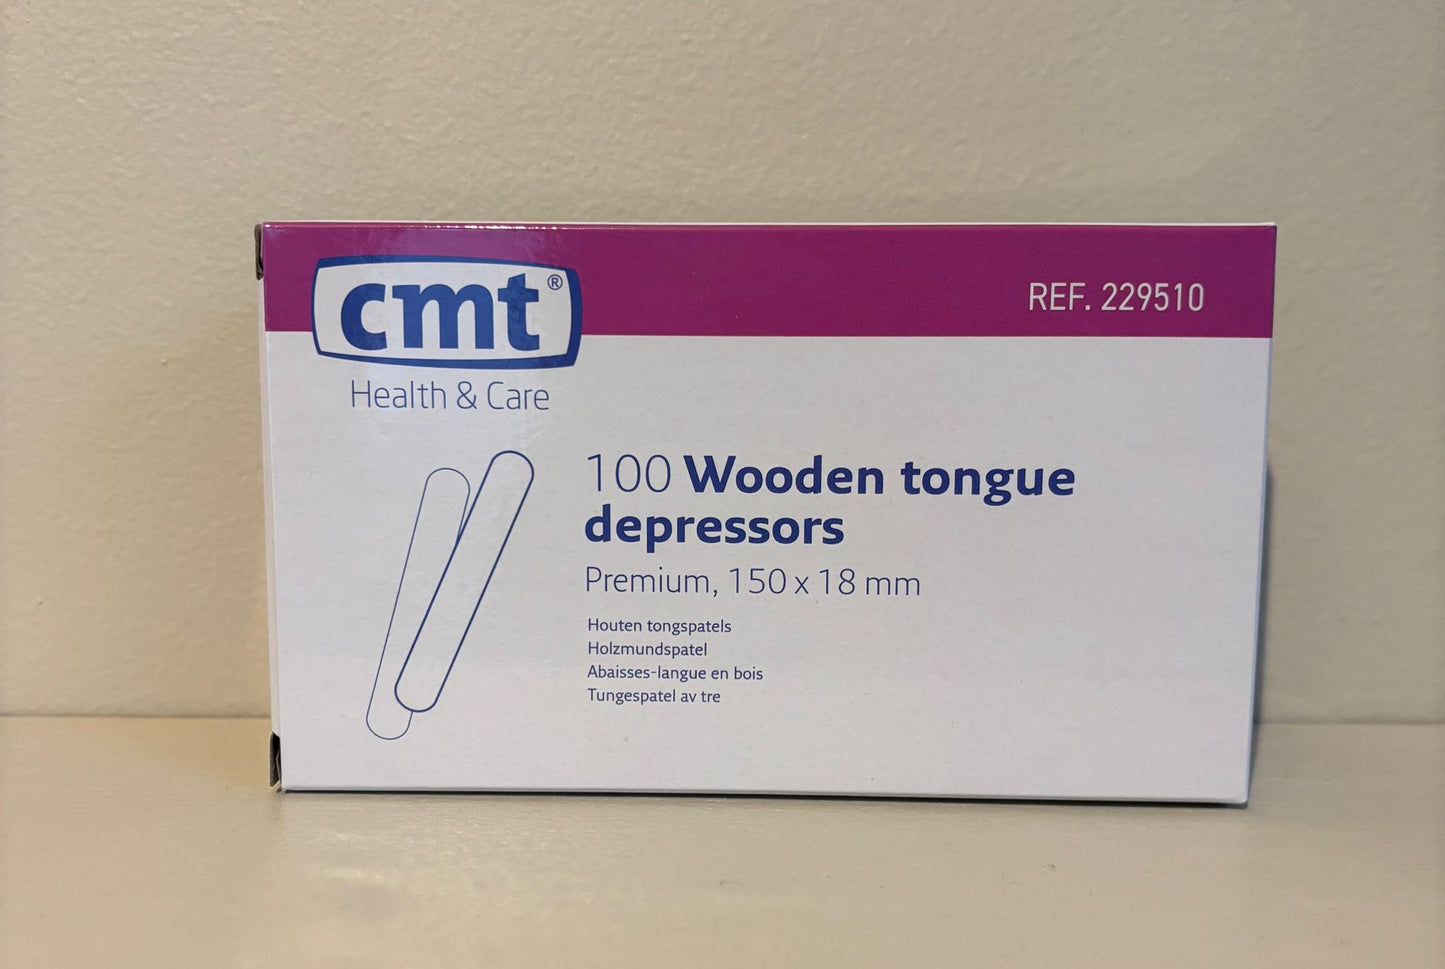 cmt®
REF. 229510
Health & Care
100 Wooden tongue
depressors
Premium, 150 x 18 mm
Houten tongspatels
Holzmundspatel
Abaisses-langue en bois
Tungespatel av tre